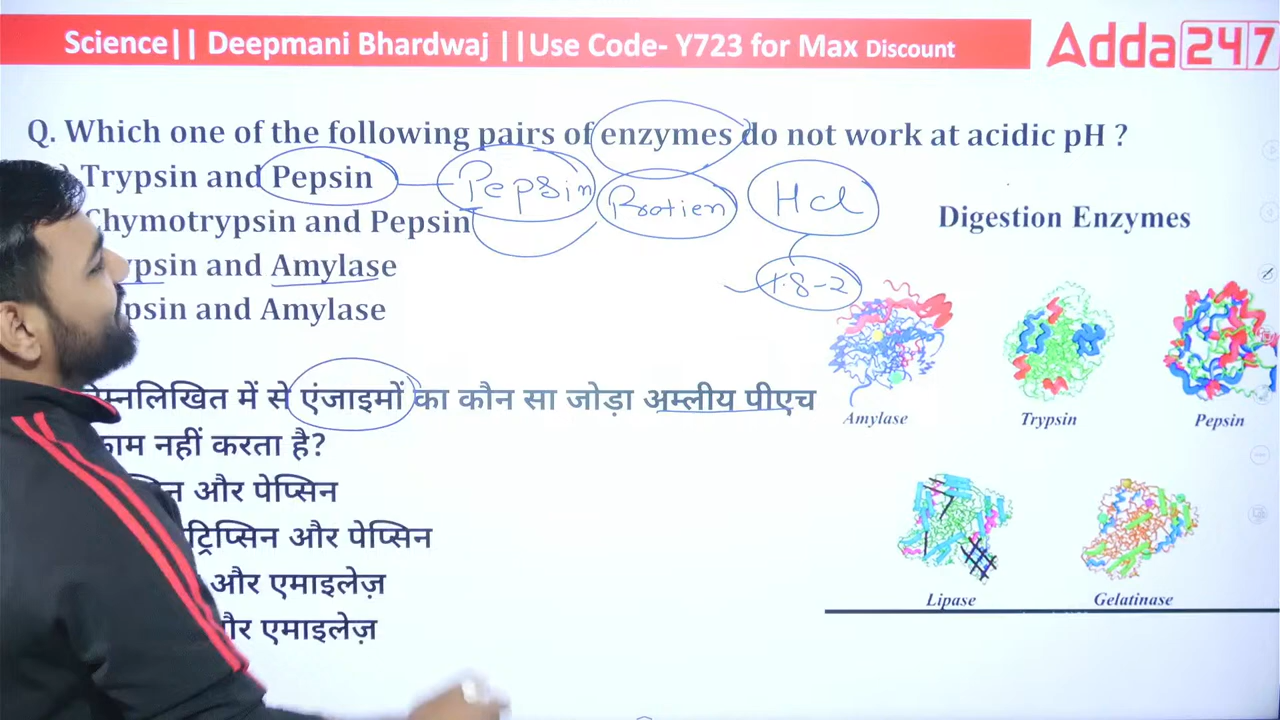 Science|| Deepmani Bhardwaj ||Use Code- Y723 for Max Discount
Adda247
Q. Which one of the following pairs of enzymes do not work at acidic pH ?
Trypsin and Pepsin
Pepsin
Protien
Hcl
Chymotrypsin and Pepsin
Digestion Enzymes
and Amylase
1.8-2
and Amylase
Amylase
Trypsin
Pepsin
में से एंजाइमों का कौन सा जोड़ा अम्लीय पीएच
नहीं करता है?
और पेप्सिन
और पेप्सिन
और एमाइलेज़
एमाइलेज़
Lipase
Gelatinase